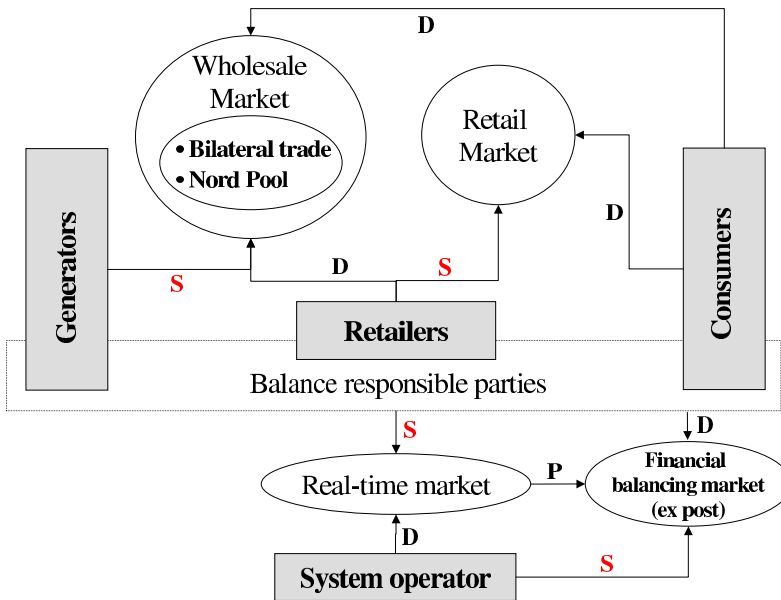 D
Wholesale
Market
• Bilateral trade
• Nord Pool
Retail
Market
Generators
Consumers
D
S
D
S
Retailers
Balance responsible parties
S
D
Real-time market
P
Financial
balancing market
(ex post)
D
System operator
S